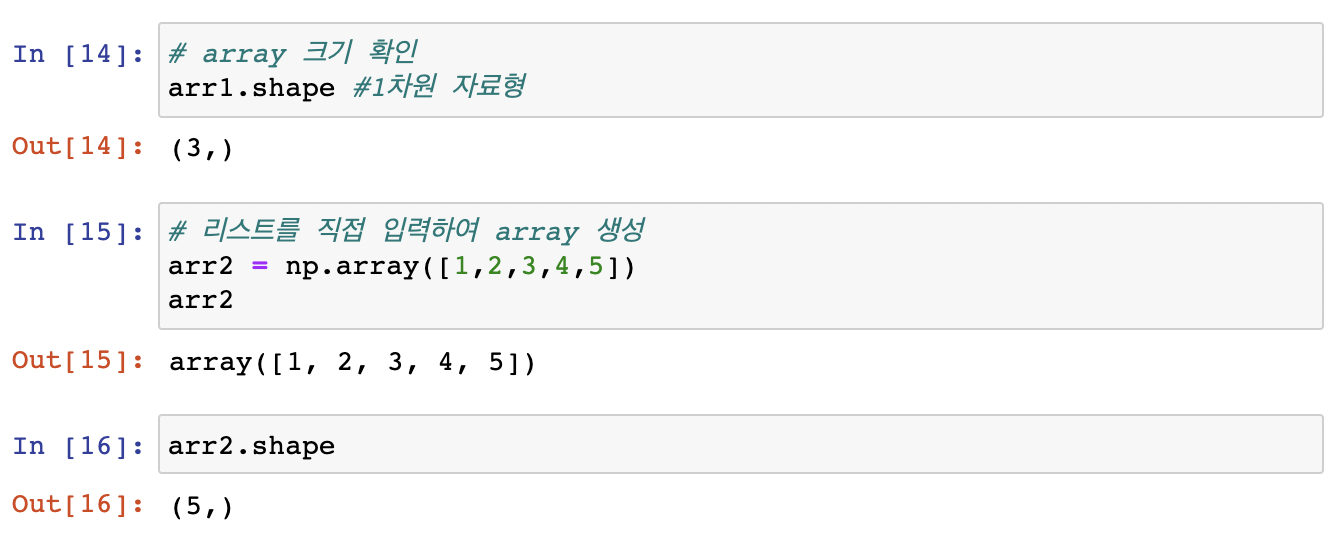 In [14]: # array 크기 확인
arr1.shape #1차원 자료형
Out[14]: (3,)
In [15]: # 리스트를 직접 입력하여 array 생성
arr2 = np.array([1,2,3,4,5])
arr2
Out[15]: array([1, 2, 3, 4, 5])
In [16]: arr2.shape
Out[16]: (5,)